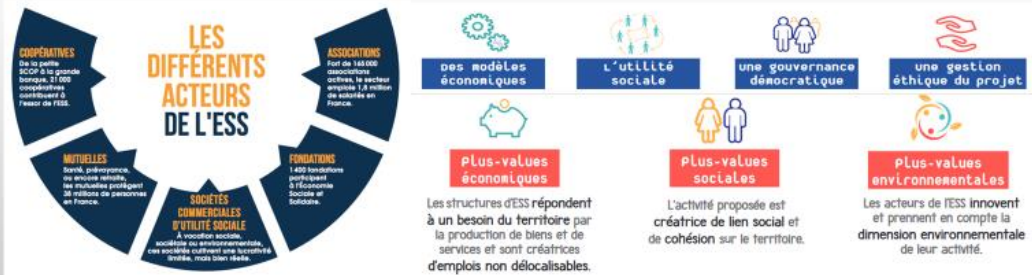 LES
DIFFÉRENTS
ACTEURS
DE L'ESS
COOPÉRATIVES
De la petite
SCOP à la grande
banque, 21 000
coopératives
contribuent à
l'essor de l'ESS.
MUTUELLES
Santé, prévoyance,
ou encore retraite,
les mutuelles protègent
38 millions de personnes
en France.
SOCIÉTÉS
COMMERCIALES
D'UTILITÉ SOCIALE
À vocation sociale,
sociétale ou environnementale,
ces sociétés cultivent une lucrativité
limitée, mais bien réelle.
FONDATIONS
1 400 fondations
participent
à l'Économie
Sociale et
Solidaire.
ASSOCIATIONS
Fort de 165 000
associations
actives, le secteur
emploie 1,8 million
de salariés en
France.
Des modèles
économiques
L'utilité
sociale
Une gouvernance
démocratique
Une gestion
éthique du projet
Plus-values
économiques
Les structures d'ESS répondent
à un besoin du territoire par
la production de biens et de
services et sont créatrices
d'emplois non délocalisables.
Plus-values
sociales
L'activité proposée est
créatrice de lien social et
de cohésion sur le territoire.
Plus-values
environnementales
Les acteurs de l'ESS innovent
et prennent en compte la
dimension environnementale
de leur activité.